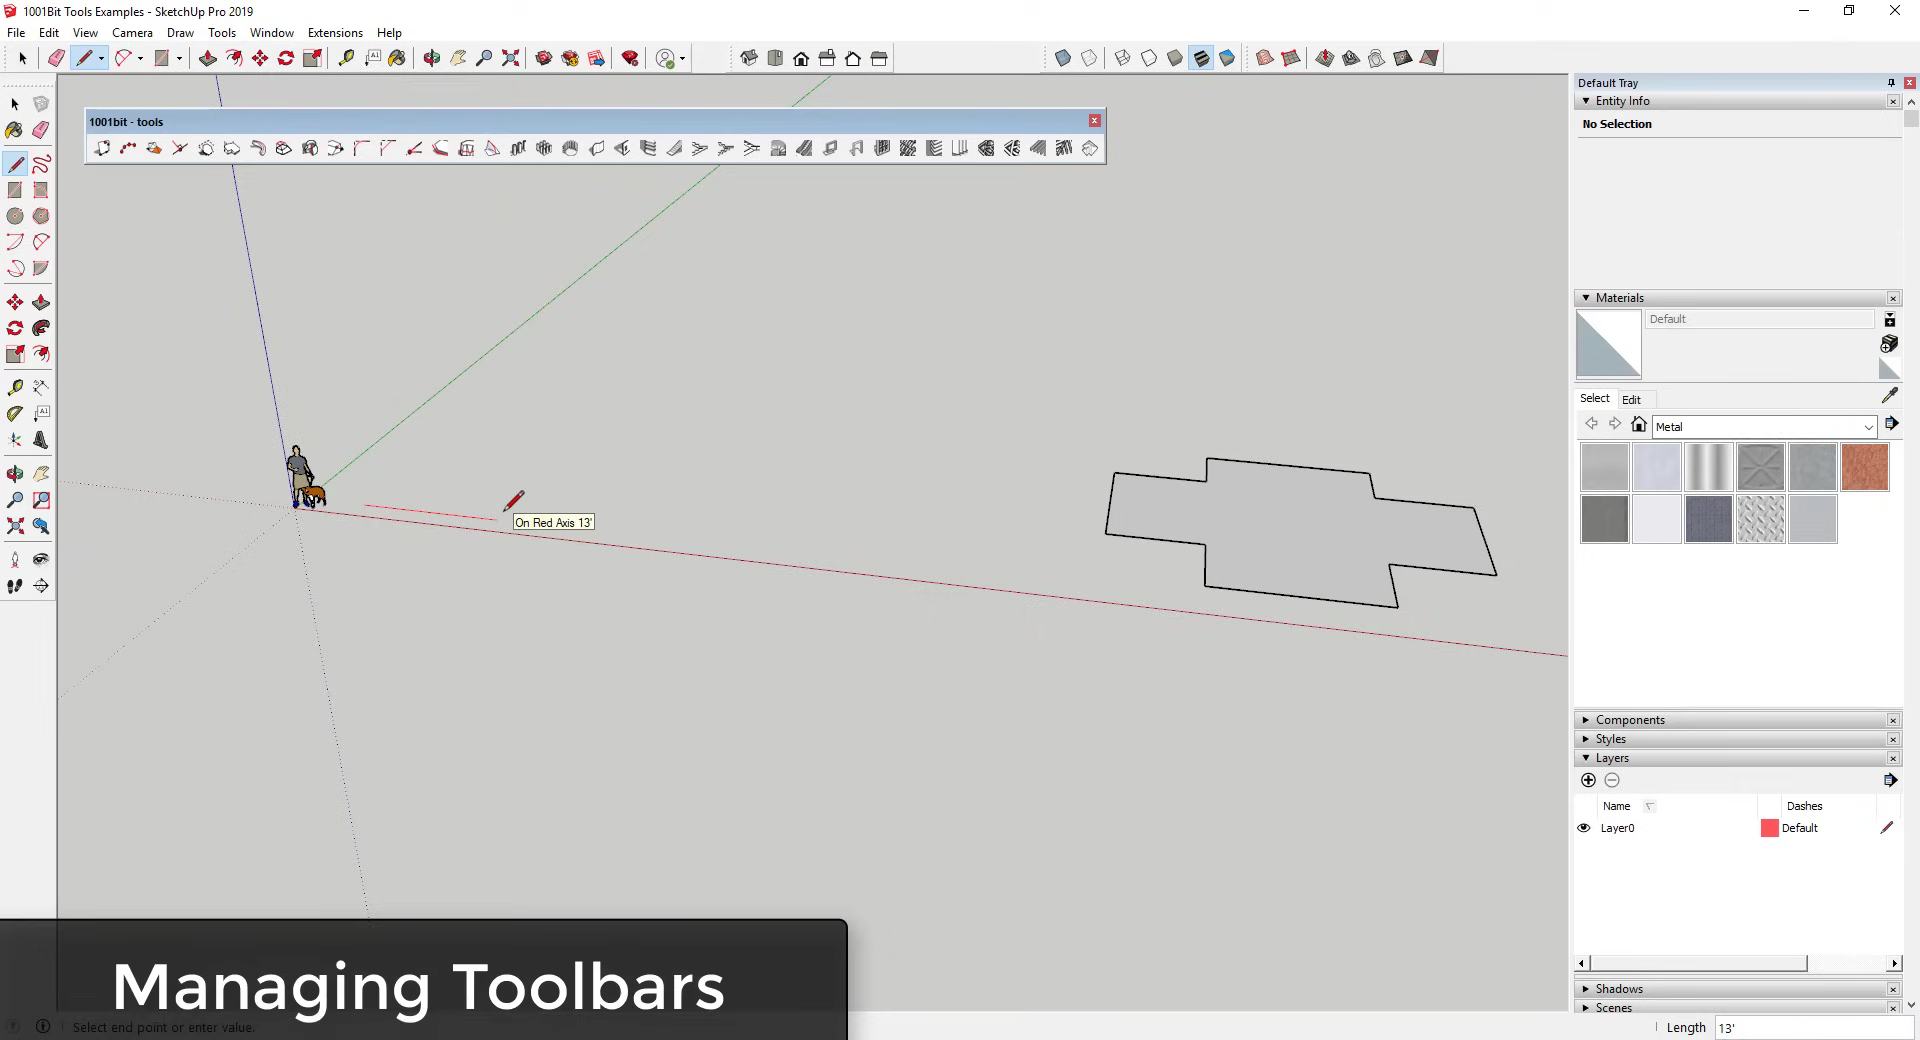 1001Bit Tools Examples - SketchUp Pro 2019
File Edit View Camera Draw Tools Window Extensions Help
Default Tray
Entity Info
No Selection
1001bit - tools
A1
A1
On Red Axis 13'
Materials
Default
Select Edit
Metal
Components
Styles
Layers
Name Dashes
Layer0 Default
Shadows
Scenes
Managing Toolbars
Select end point or enter value.
Length 13'